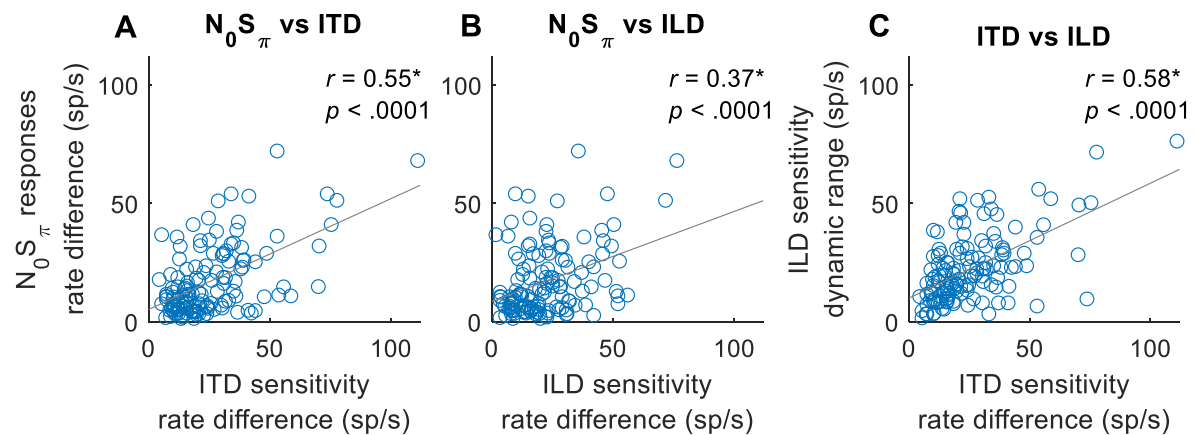 A
N₀Sπ vs ITD
r = 0.55*
p < .0001
N₀Sπ responses
rate difference (sp/s)
100
50
0
0
50
100
ITD sensitivity
rate difference (sp/s)
B
N₀Sπ vs ILD
r = 0.37*
p < .0001
100
50
0
0
50
100
ILD sensitivity
rate difference (sp/s)
C
ITD vs ILD
r = 0.58*
p < .0001
ILD sensitivity
dynamic range (sp/s)
100
50
0
0
50
100
ITD sensitivity
rate difference (sp/s)